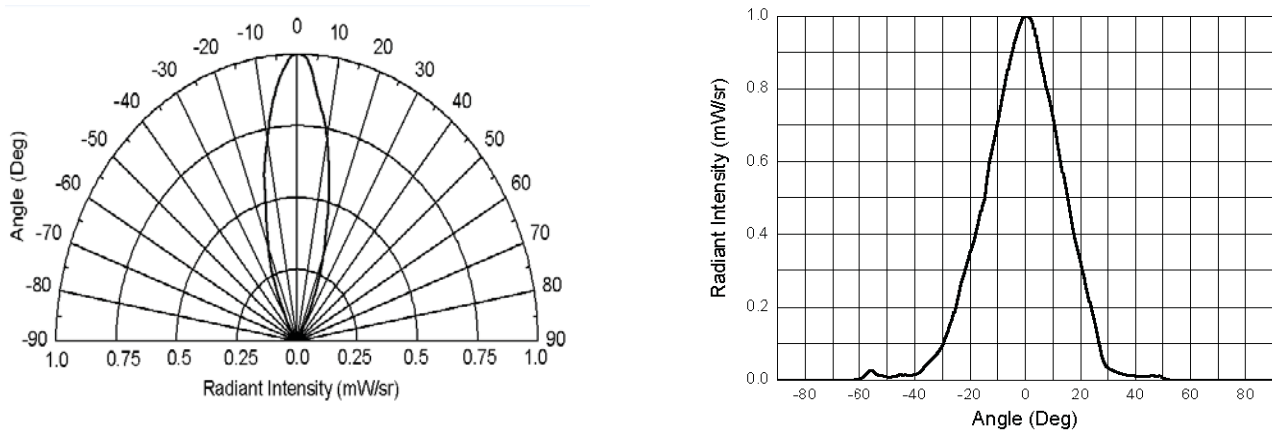 -90 -80 -70 -60 -50 -40 -30 -20 -10 0 10 20 30 40 50 60 70 80 90
Angle (Deg)
1.0 0.75 0.5 0.25 0.0 0.25 0.5 0.75 1.0
Radiant Intensity (mW/sr)
1.0
0.8
0.6
0.4
0.2
0.0
Radiant Intensity (mW/sr)
-80 -60 -40 -20 0 20 40 60 80
Angle (Deg)